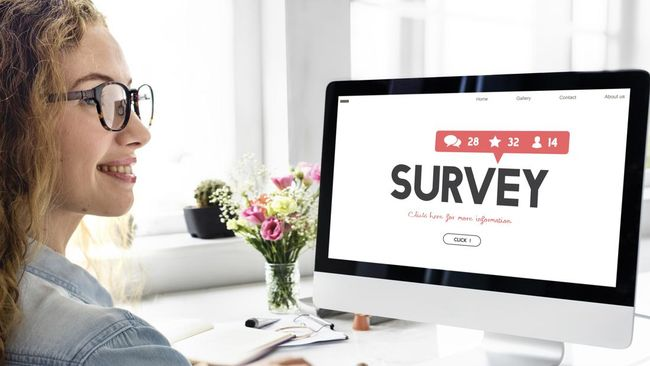 Home Gallery Contact About us
28 32 14
SURVEY
Click here for more information
CLICK !